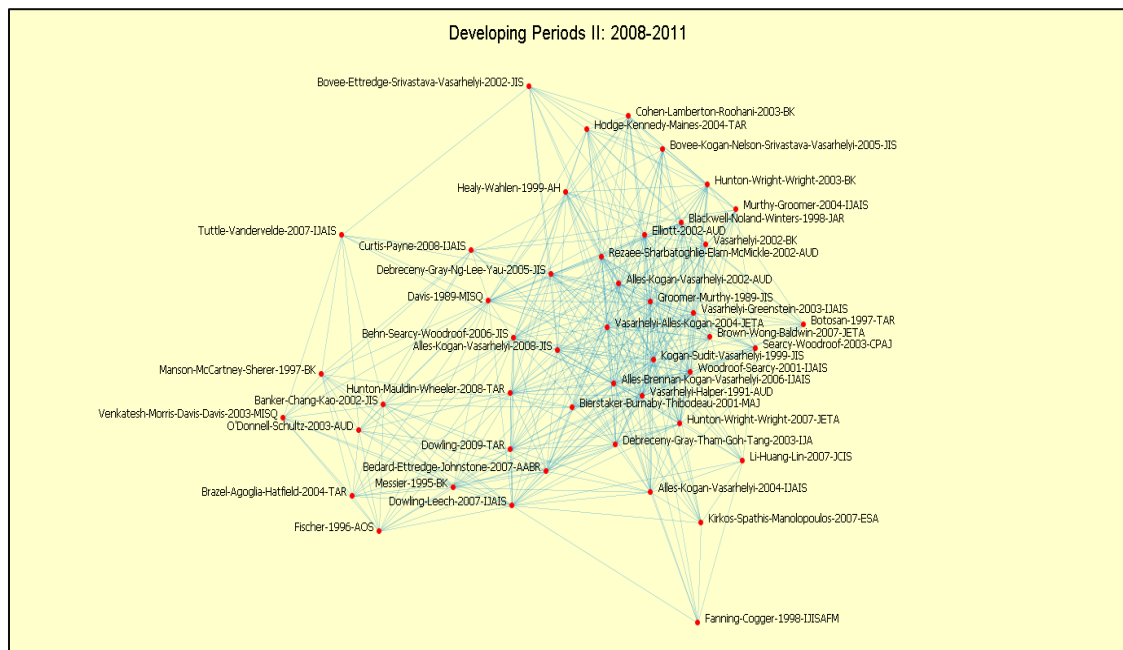 Developing Periods II: 2008-2011
Bovee-Ettredge-Srivastava-Vasarhelyi-2002-JIS
Cohen-Lamberton-Roohani-2003-BK
Hodge-Kennedy-Maines-2004-TAR
Bovee-Kogan-Nelson-Srivastava-Vasarhelyi-2005-JIS
Healy-Wahlen-1999-AH
Hunton-Wright-Wright-2003-BK
Murthy-Groomer-2004-IJAIS
Blackwell-Noland-Winters-1998-JAR
Tuttle-Vandervelde-2007-IJAIS
Elliott-2002-AUD
Vasarhelyi-2002-BK
Curtis-Payne-2008-IJAIS
Rezaee-Sharbatoghlie-Elam-McMickle-2002-AUD
Debreceny-Gray-Ng-Lee-Yau-2005-JIS
Alles-Kogan-Vasarhelyi-2002-AUD
Davis-1989-MISQ
Groomer-Murthy-1989-JIS
Vasarhelyi-Greenstein-2003-IJAIS
Vasarhelyi-Alles-Kogan-2004-JETA
Botosan-1997-TAR
Behn-Searcy-Woodroof-2006-JIS
Brown-Wong-Baldwin-2007-JETA
Alles-Kogan-Vasarhelyi-2008-JIS
Searcy-Woodroof-2003-CPAJ
Kogan-Sudit-Vasarhelyi-1999-JIS
Manson-McCartney-Sherer-1997-BK
Woodroof-Searcy-2001-IJAIS
Alles-Brennan-Kogan-Vasarhelyi-2006-IJAIS
Hunton-Mauldin-Wheeler-2008-TAR
Vasarhelyi-Halper-1991-AUD
Banker-Chang-Kao-2002-JIS
Bierstaker-Burnaby-Thibodeau-2001-MAJ
Venkatesh-Morris-Davis-Davis-2003-MISQ
Hunton-Wright-Wright-2007-JETA
O'Donnell-Schultz-2003-AUD
Debreceny-Gray-Tham-Goh-Tang-2003-IJA
Dowling-2009-TAR
Li-Huang-Lin-2007-JCIS
Bedard-Ettredge-Johnstone-2007-AABR
Messier-1995-BK
Alles-Kogan-Vasarhelyi-2004-IJAIS
Brazel-Agoglia-Hatfield-2004-TAR
Dowling-Leech-2007-IJAIS
Kirkos-Spathis-Manolopoulos-2007-ESA
Fischer-1996-AOS
Fanning-Cogger-1998-IJISAFM